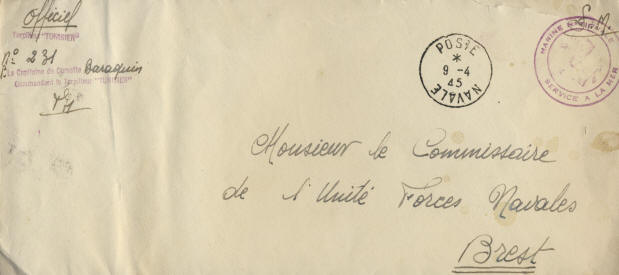 Officiel
Torpilleur "TUNISIEN"
N° 231
Le Capitaine de Corvette Baraquin
Commandant le Torpilleur "TUNISIEN"
S. M.
POSTE
*
9-4
45
NAVALE
MARINE
SERVICE A LA MER
Monsieur le Commissaire
de l'Unité Forces Navales
Brest